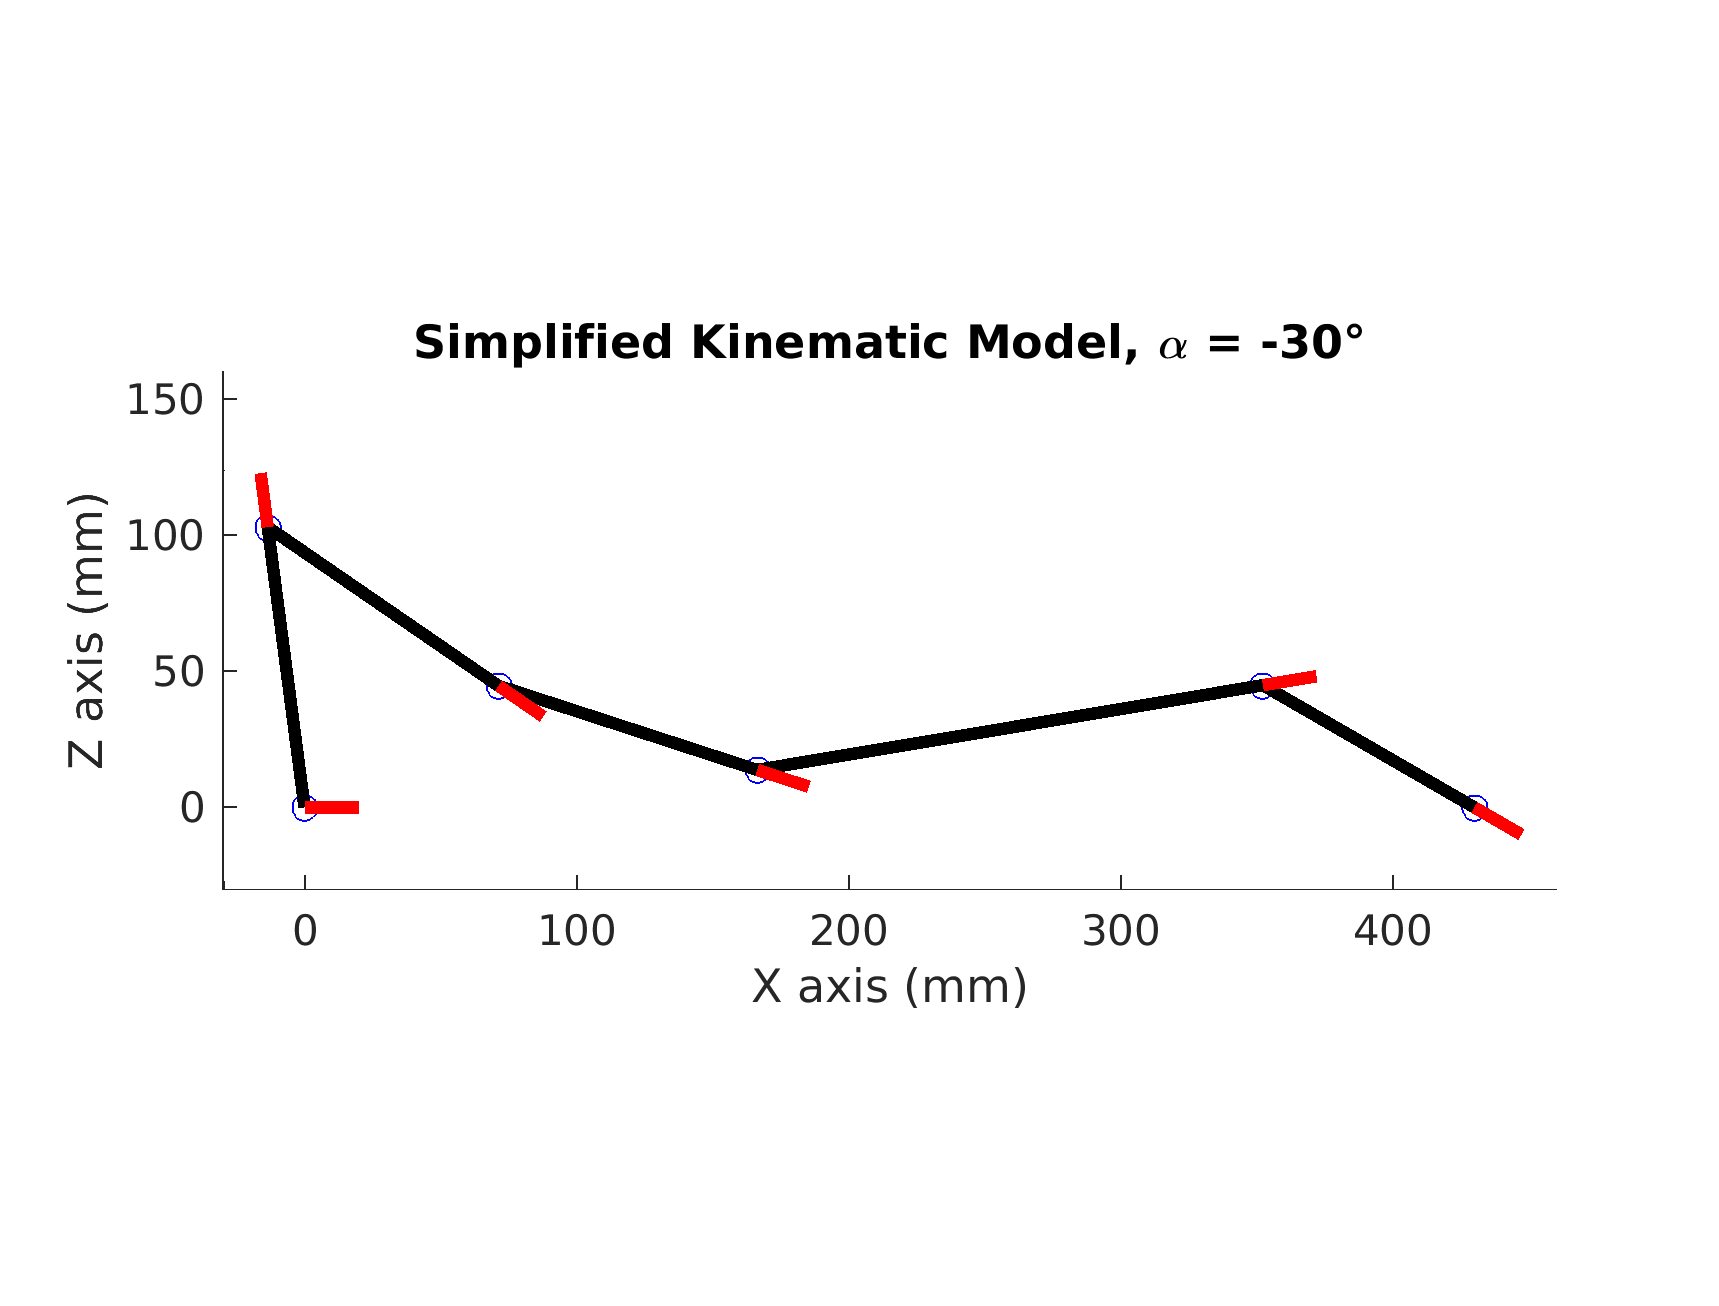 Simplified Kinematic Model, α = -30°
150
100
50
0
Z axis (mm)
0 100 200 300 400
X axis (mm)